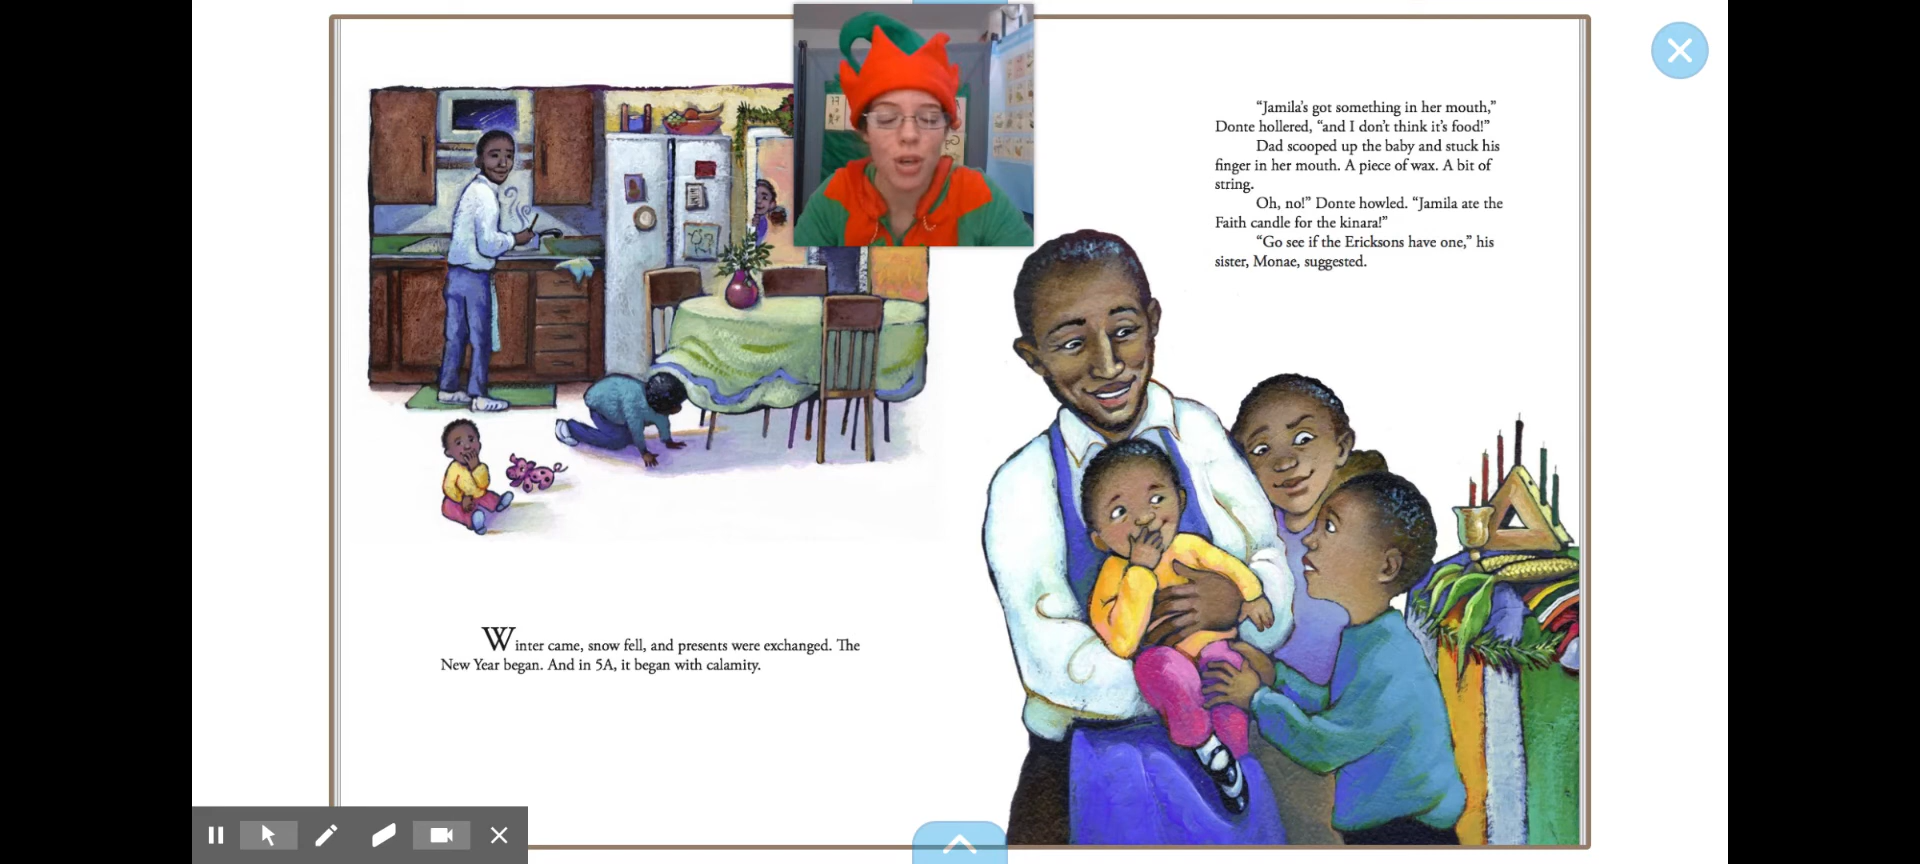 Winter came, snow fell, and presents were exchanged. The
New Year began. And in 5A, it began with calamity.
“Jamila’s got something in her mouth,”
Donte hollered, “and I don’t think it’s food!”
Dad scooped up the baby and stuck his
finger in her mouth. A piece of wax. A bit of
string.
Oh, no!” Donte howled. “Jamila ate the
Faith candle for the kinara!”
“Go see if the Ericksons have one,” his
sister, Monae, suggested.